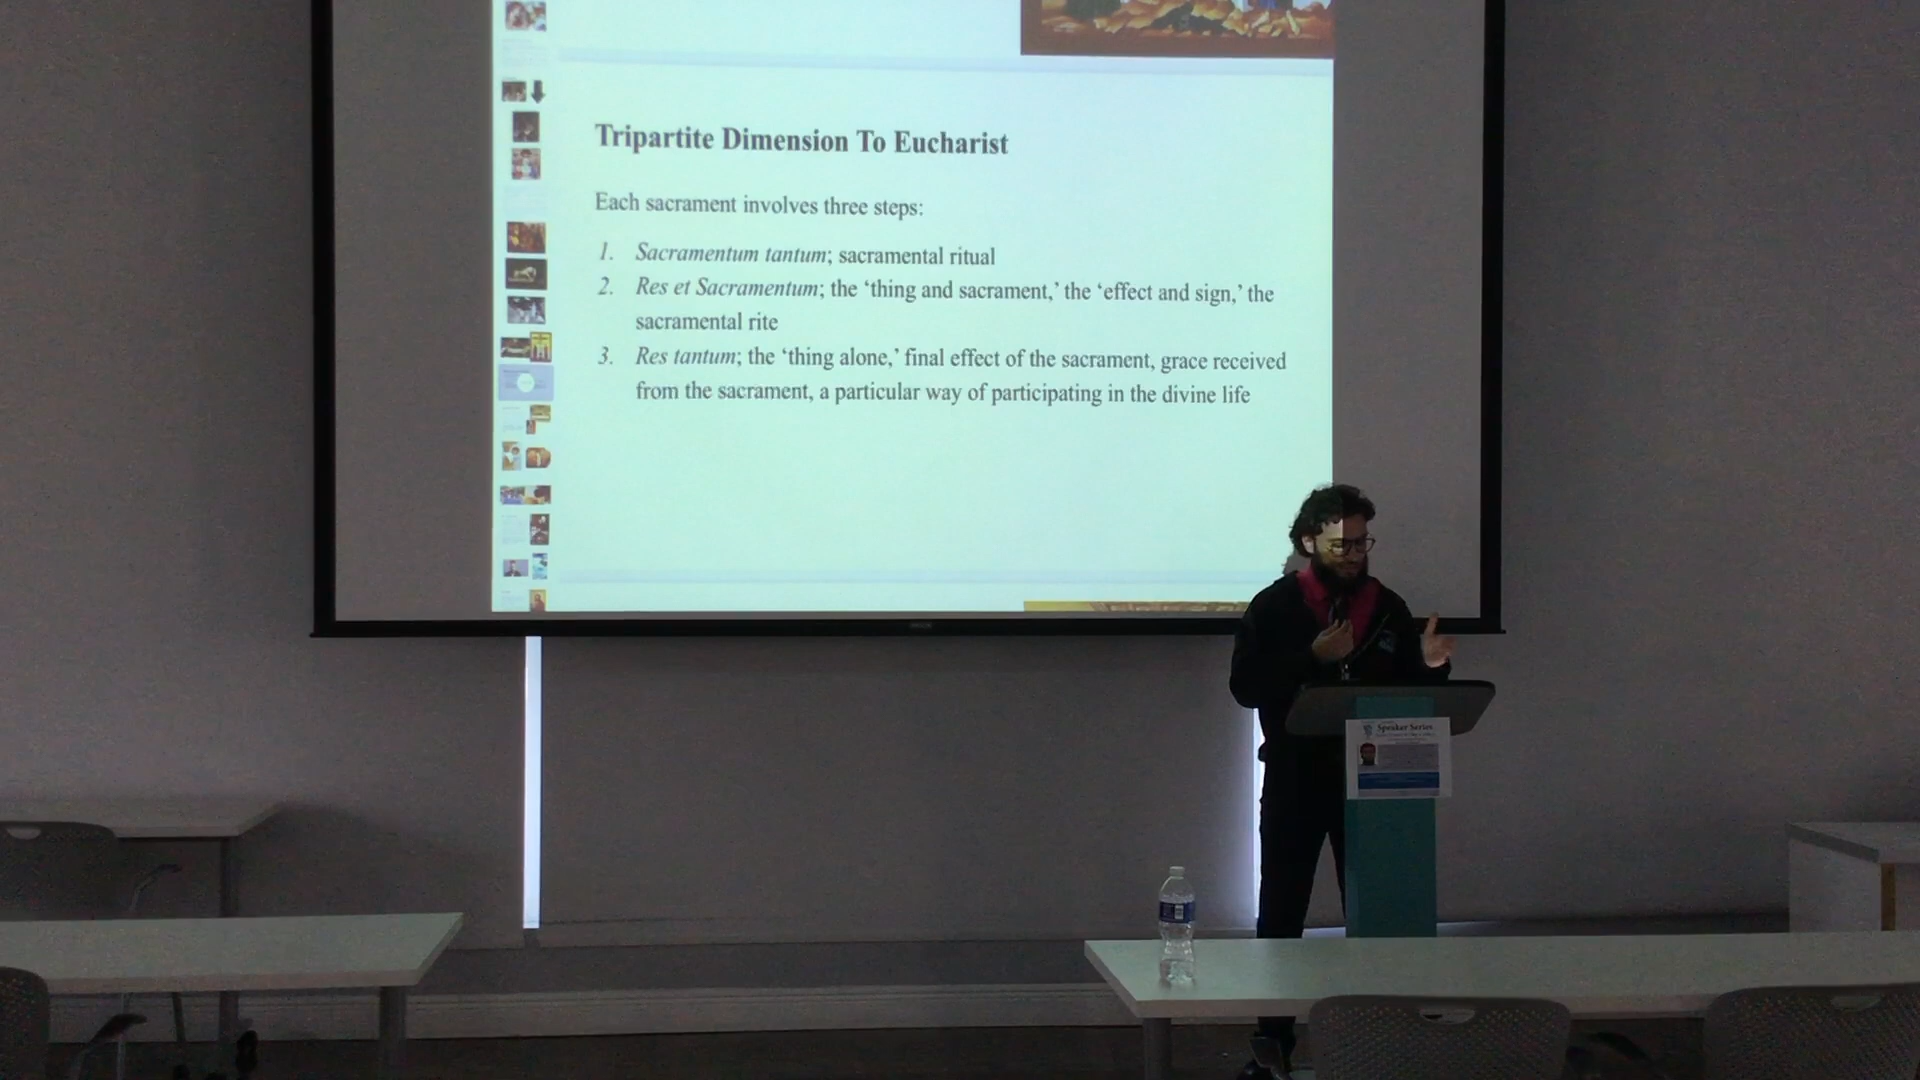 Tripartite Dimension To Eucharist
Each sacrament involves three steps:
1. Sacramentum tantum; sacramental ritual
2. Res et Sacramentum; the ‘thing and sacrament,’ the ‘effect and sign,’ the
sacramental rite
3. Res tantum; the ‘thing alone,’ final effect of the sacrament, grace received
from the sacrament, a particular way of participating in the divine life
Speaker Series